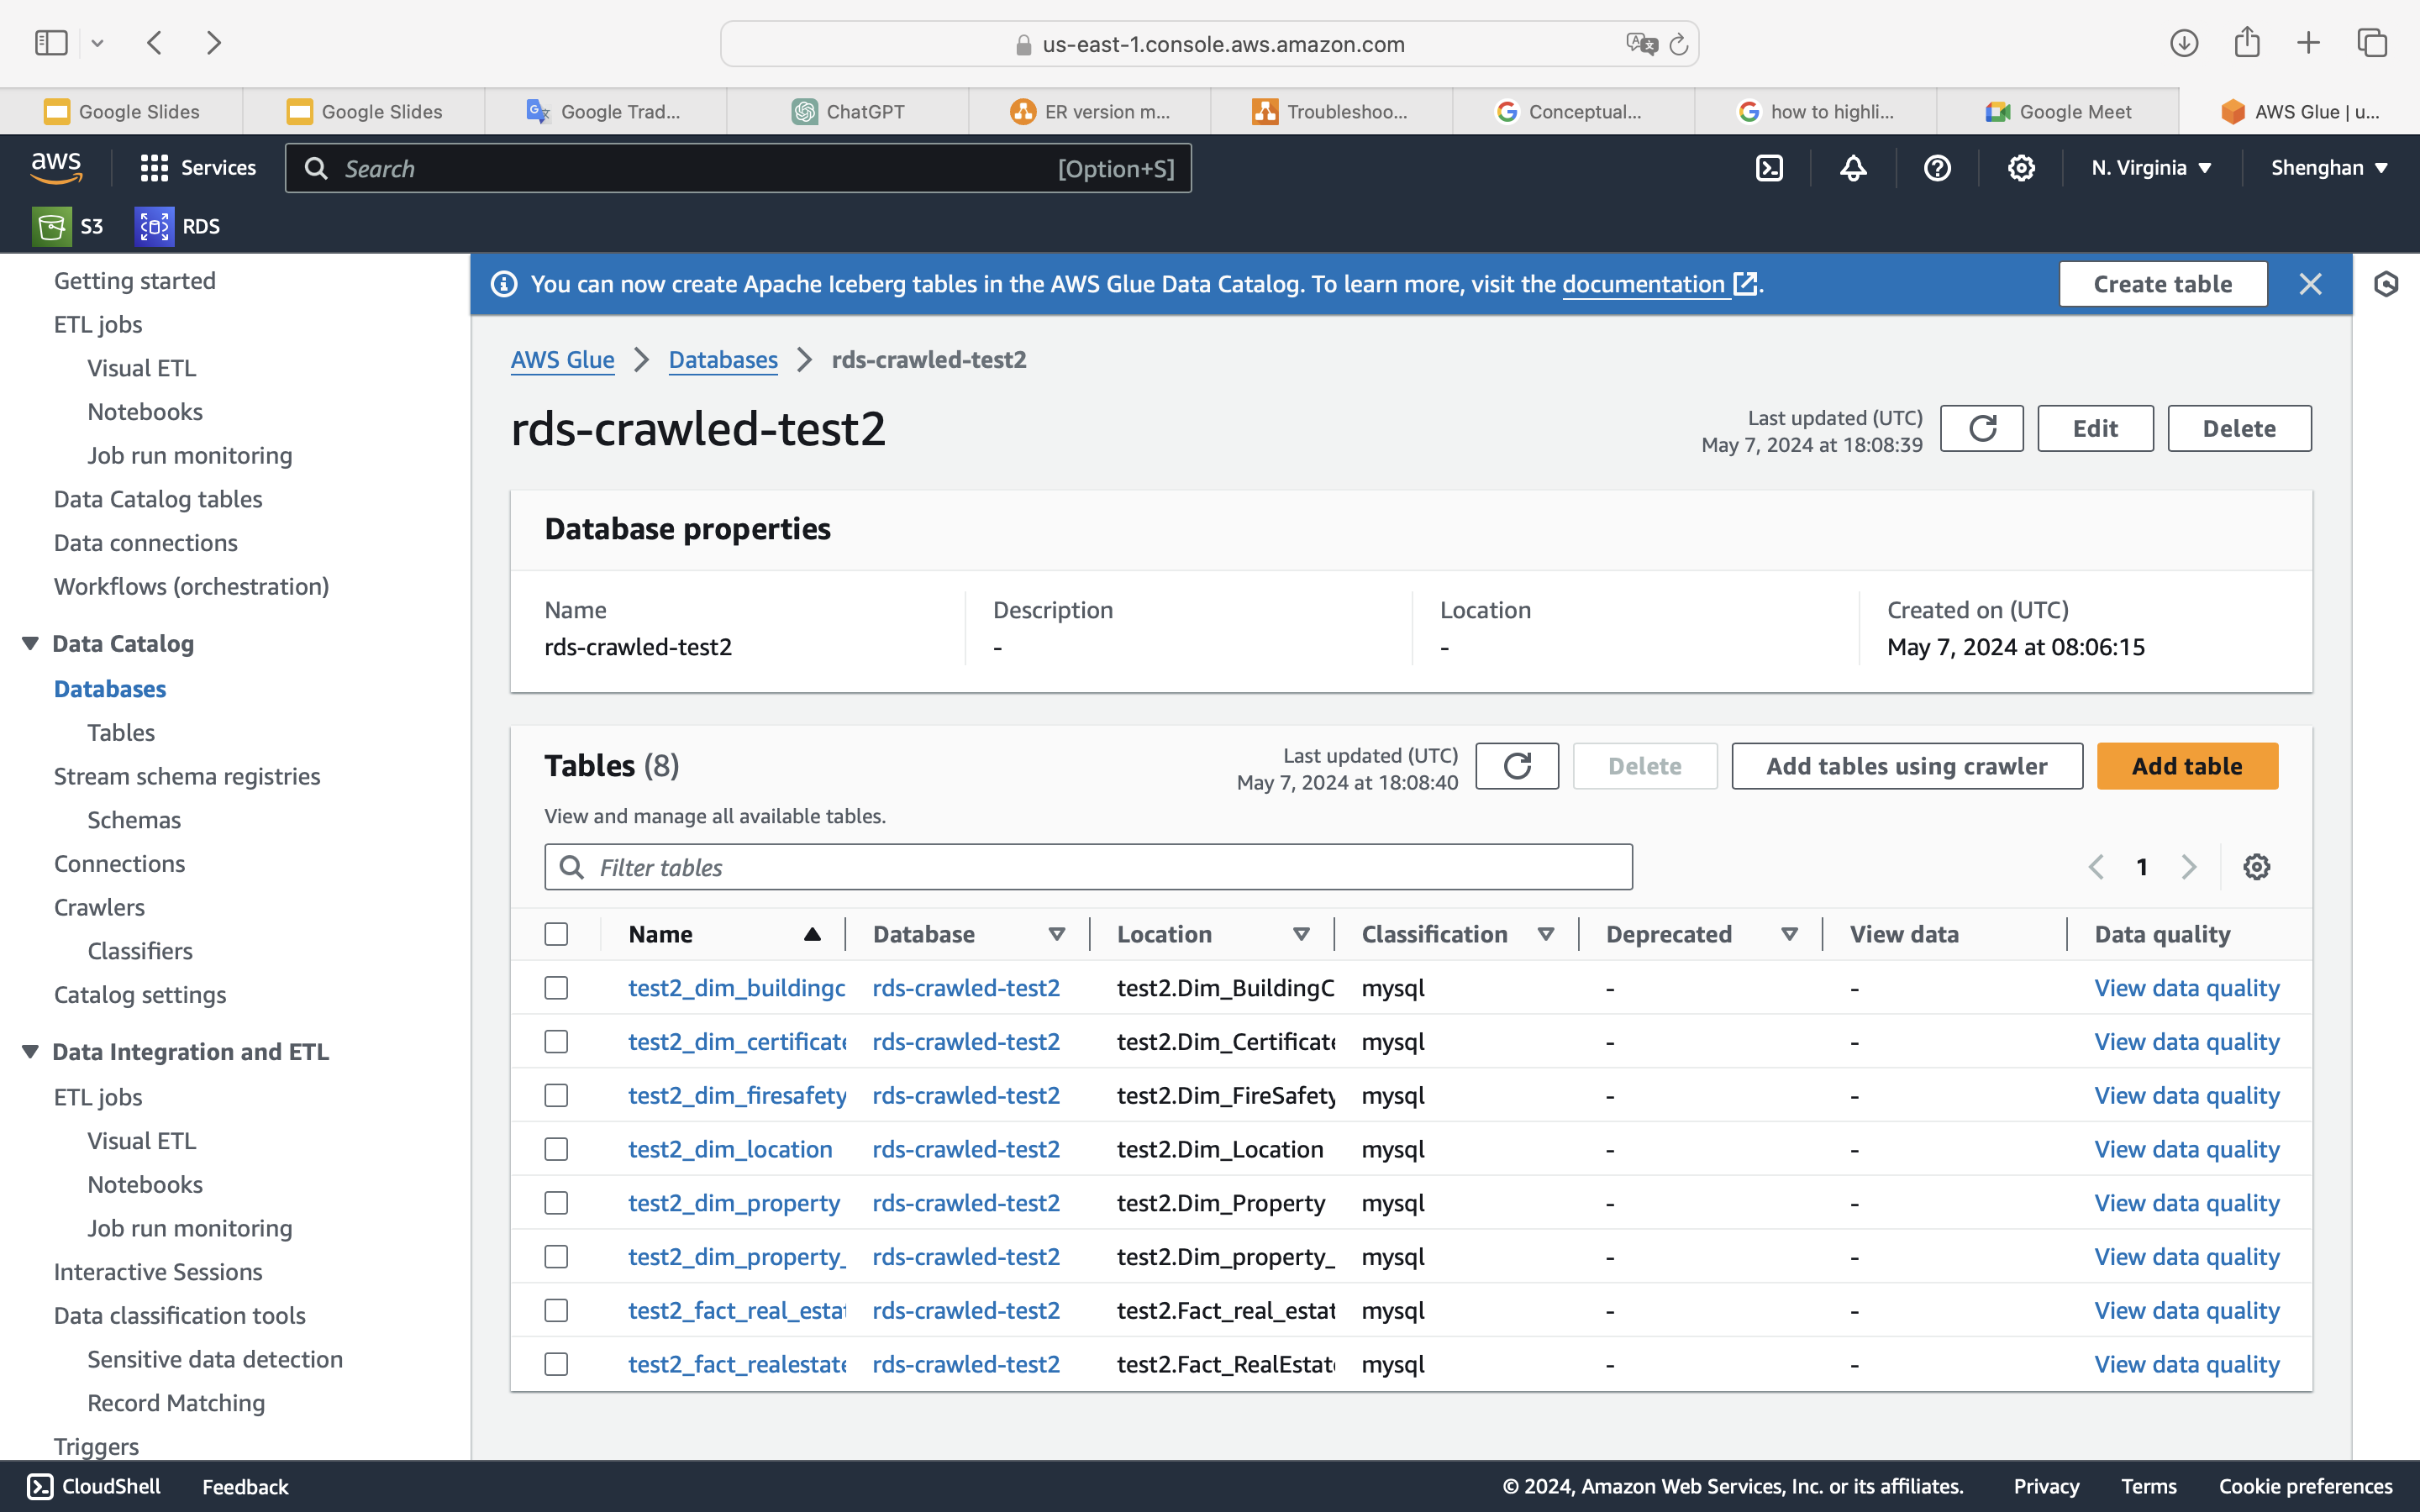 us-east-1.console.aws.amazon.com
Google Slides
Google Slides
Google Trad...
ChatGPT
ER version m...
Troubleshoo...
Conceptual...
how to highli...
Google Meet
AWS Glue | u...
aws
Services
Search
[Option+S]
N. Virginia
Shenghan
S3
RDS
Getting started
ETL jobs
Visual ETL
Notebooks
Job run monitoring
Data Catalog tables
Data connections
Workflows (orchestration)
Data Catalog
Databases
Tables
Stream schema registries
Schemas
Connections
Crawlers
Classifiers
Catalog settings
Data Integration and ETL
ETL jobs
Visual ETL
Notebooks
Job run monitoring
Interactive Sessions
Data classification tools
Sensitive data detection
Record Matching
Triggers
You can now create Apache Iceberg tables in the AWS Glue Data Catalog. To learn more, visit the documentation.
Create table
AWS Glue
Databases
rds-crawled-test2
rds-crawled-test2
Last updated (UTC)
May 7, 2024 at 18:08:39
Edit
Delete
Database properties
Name
rds-crawled-test2
Description
-
Location
-
Created on (UTC)
May 7, 2024 at 08:06:15
Tables (8)
Last updated (UTC)
May 7, 2024 at 18:08:40
Delete
Add tables using crawler
Add table
View and manage all available tables.
Filter tables
1
Name Database Location Classification Deprecated View data Data quality
test2_dim_buildingc rds-crawled-test2 test2.Dim_BuildingC mysql - - View data quality
test2_dim_certificate rds-crawled-test2 test2.Dim_Certificate mysql - - View data quality
test2_dim_firesafety rds-crawled-test2 test2.Dim_FireSafety mysql - - View data quality
test2_dim_location rds-crawled-test2 test2.Dim_Location mysql - - View data quality
test2_dim_property rds-crawled-test2 test2.Dim_Property mysql - - View data quality
test2_dim_property_ rds-crawled-test2 test2.Dim_property_ mysql - - View data quality
test2_fact_real_estat rds-crawled-test2 test2.Fact_real_estat mysql - - View data quality
test2_fact_realestate rds-crawled-test2 test2.Fact_RealEstate mysql - - View data quality
CloudShell
Feedback
© 2024, Amazon Web Services, Inc. or its affiliates.
Privacy
Terms
Cookie preferences